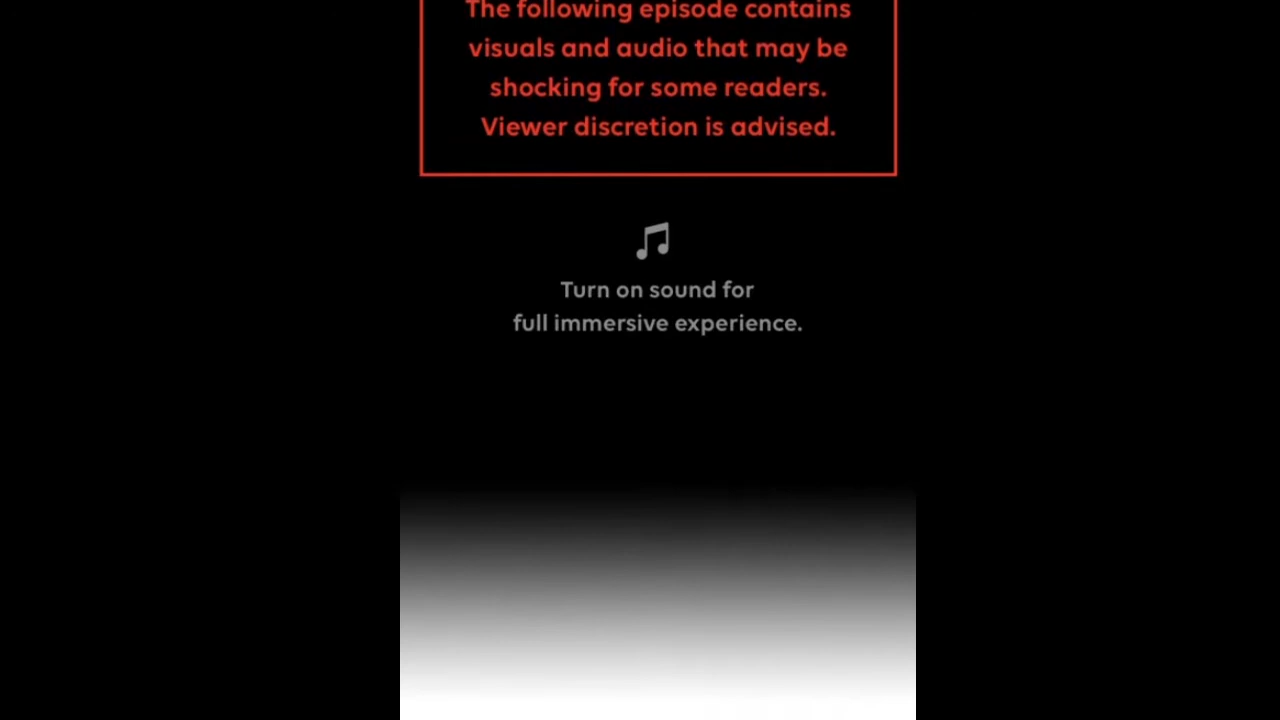 The following episode contains
visuals and audio that may be
shocking for some readers.
Viewer discretion is advised.
Turn on sound for
full immersive experience.